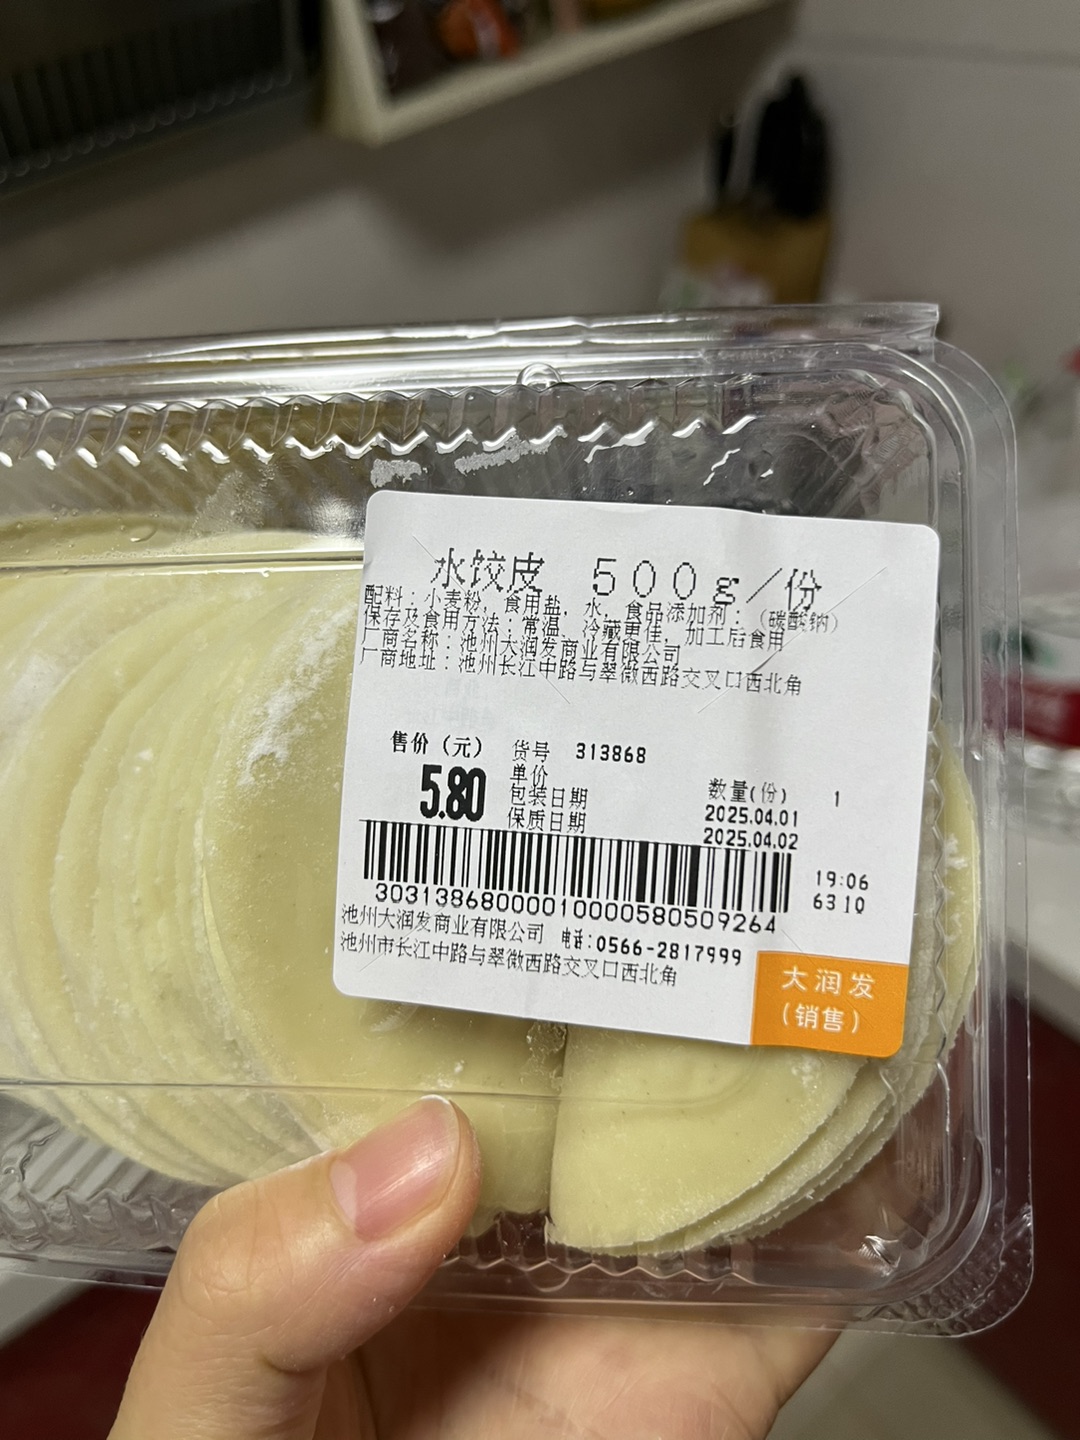 水饺皮 500g/份
配料：小麦粉，食用盐，水，食品添加剂：（碳酸钠）
保存及食用方法：常温，冷藏更佳，加工后食用
厂商名称：池州大润发商业有限公司
厂商地址：池州长江中路与翠微西路交叉口西北角
售价（元） 货号 313868
5.80 单价 数量(份) 1
包装日期 2025.04.01
保质日期 2025.04.02
19:06
6310
30313868000010000580509264
池州大润发商业有限公司 电话:0566-2817999
池州市长江中路与翠微西路交叉口西北角
大润发
（销售）